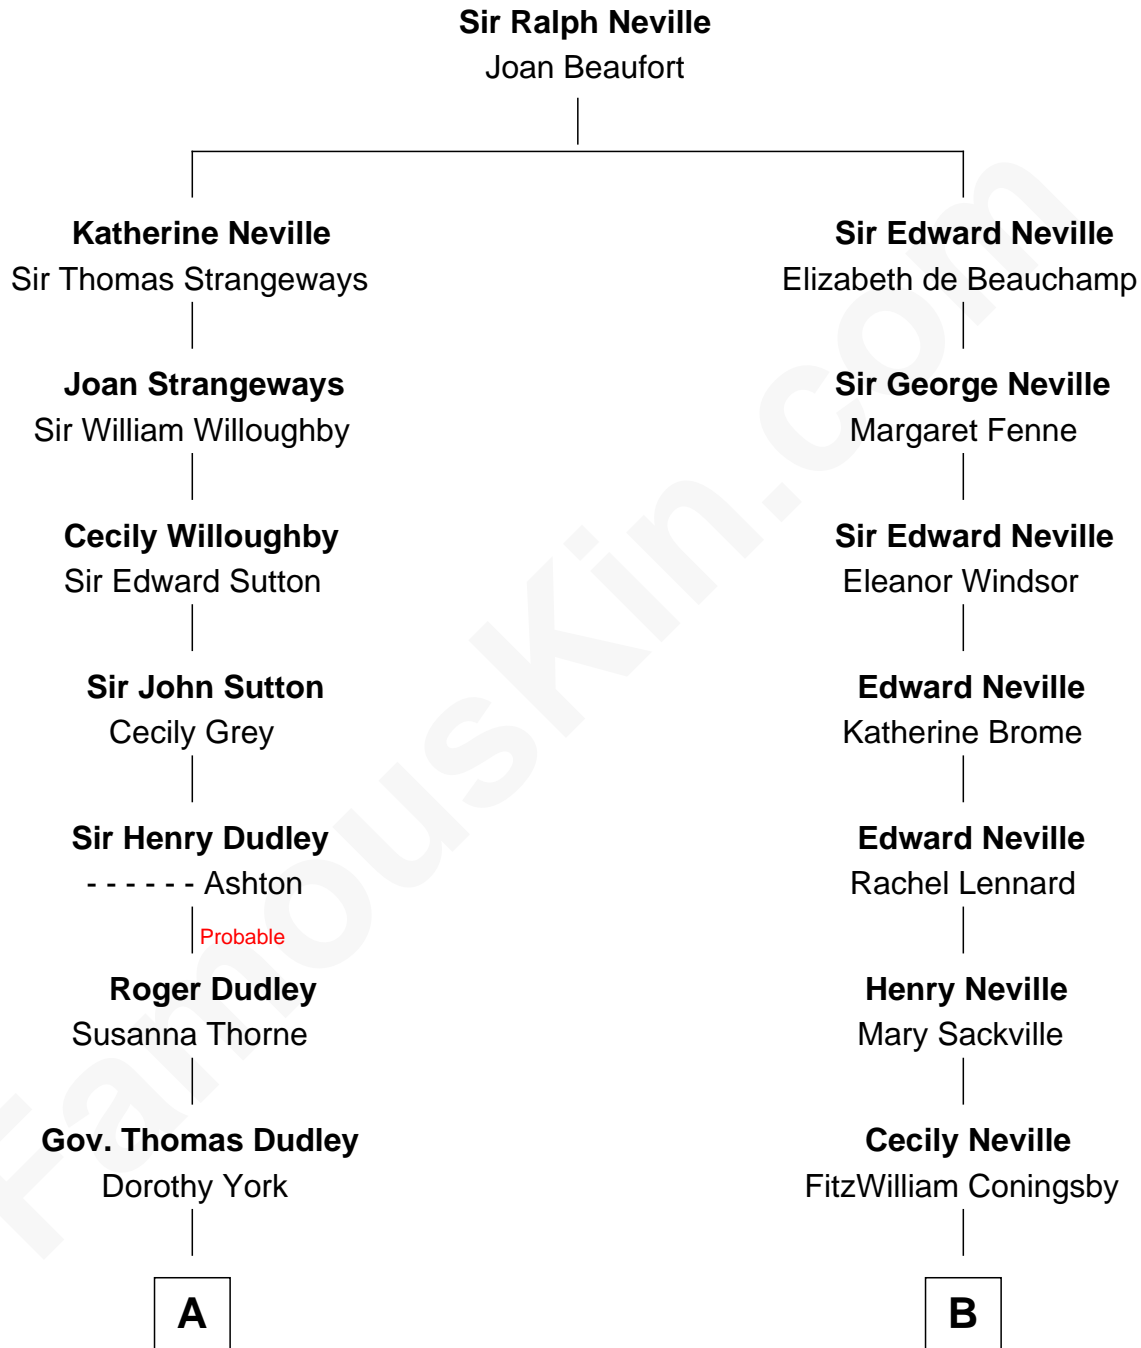 Sir Ralph Neville
Joan Beaufort
Katherine Neville
Sir Thomas Strangeways
Sir Edward Neville
Elizabeth de Beauchamp
Joan Strangeways
Sir William Willoughby
Sir George Neville
Margaret Fenne
Cecily Willoughby
Sir Edward Sutton
Sir Edward Neville
Eleanor Windsor
Sir John Sutton
Cecily Grey
Edward Neville
Katherine Brome
Sir Henry Dudley
- - - - - - Ashton
Edward Neville
Rachel Lennard
Probable
Roger Dudley
Susanna Thorne
Henry Neville
Mary Sackville
Gov. Thomas Dudley
Dorothy York
Cecily Neville
FitzWilliam Coningsby
A
B
FamousKin.com